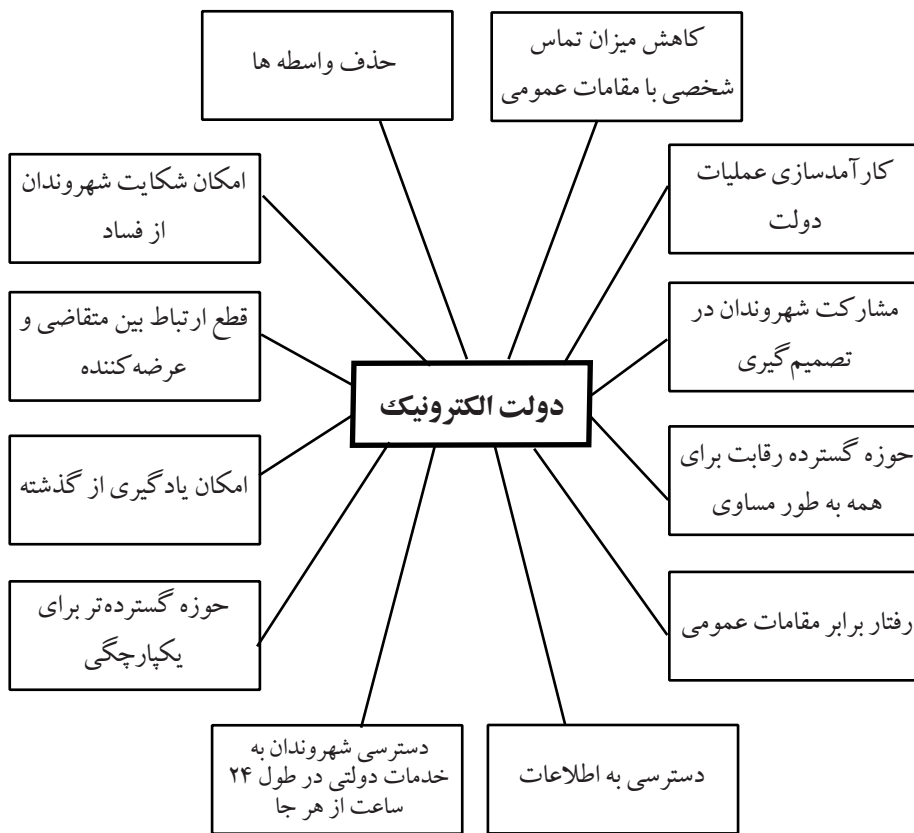 کاهش میزان تماس
شخصی با مقامات عمومی
حذف واسطه ها
کارآمدسازی عملیات
دولت
امکان شکایت شهروندان
از فساد
مشارکت شهروندان در
تصمیم‌گیری
قطع ارتباط بین متقاضی و
عرضه‌کننده
دولت الکترونیک
حوزه گسترده رقابت برای
همه به طور مساوی
امکان یادگیری از گذشته
رفتار برابر مقامات عمومی
حوزه گسترده‌تر برای
یکپارچگی
دسترسی به اطلاعات
دسترسی شهروندان به
خدمات دولتی در طول ۲۴
ساعت از هر جا